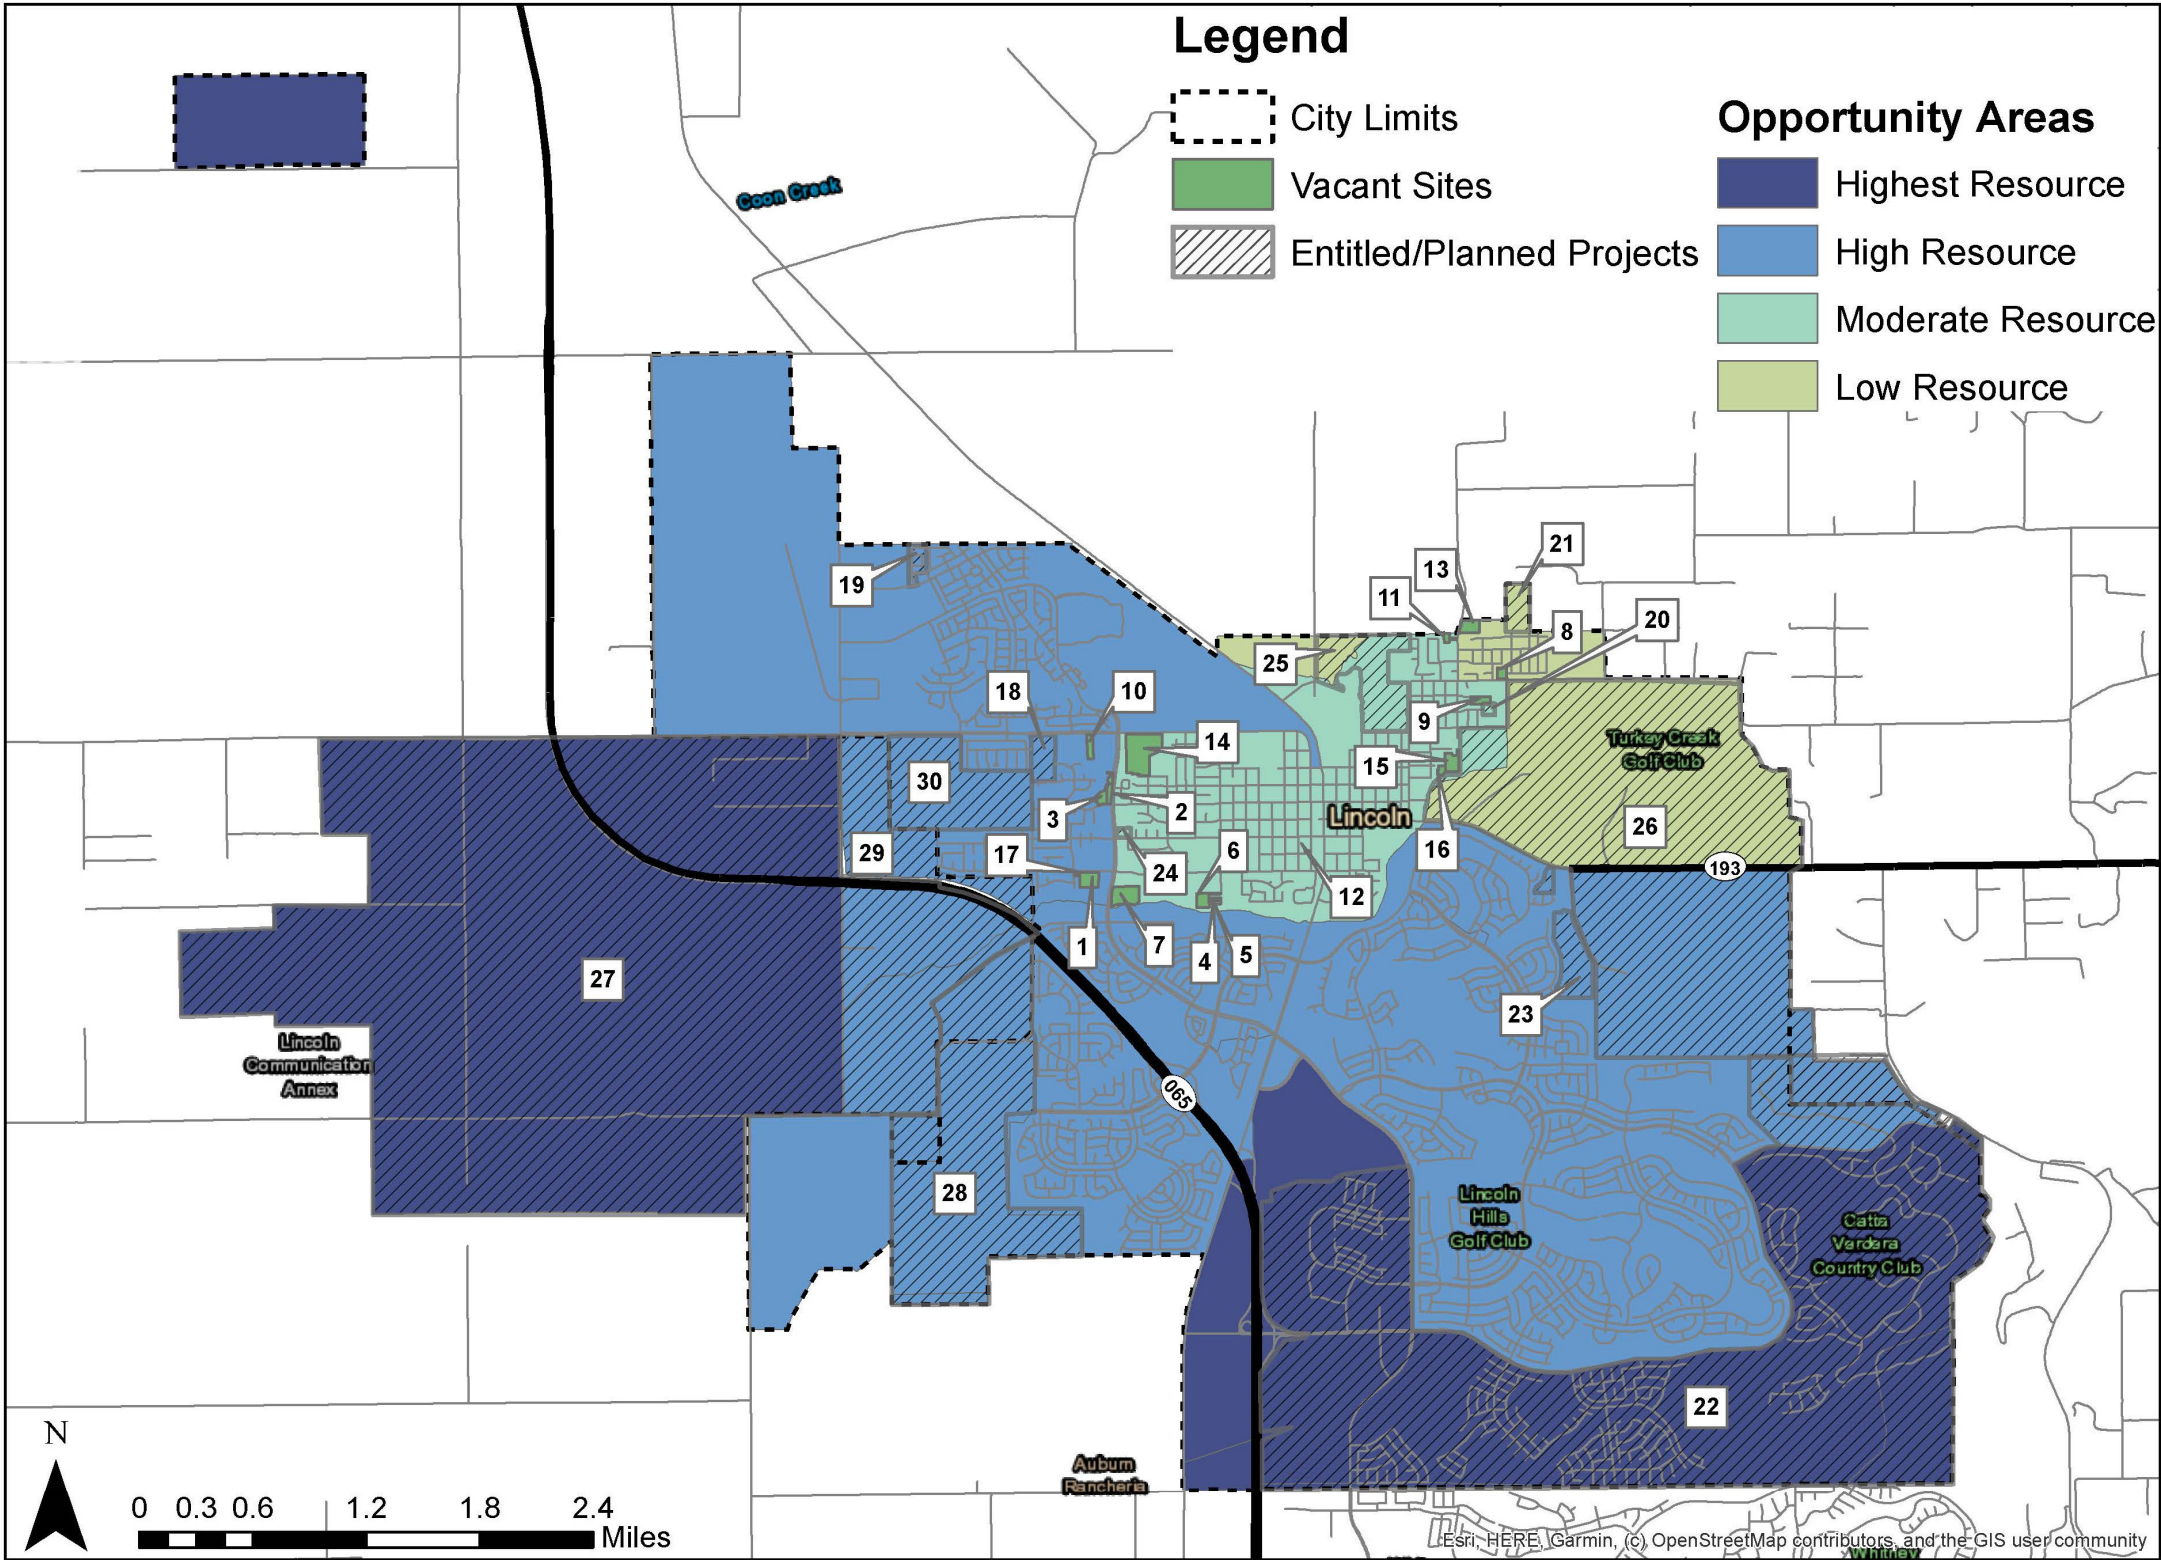 Legend
City Limits
Vacant Sites
Entitled/Planned Projects
Opportunity Areas
Highest Resource
High Resource
Moderate Resource
Low Resource
Coon Creek
21
13
11
19
20
8
25
18
10
9
14
Turkey Creek
Golf Club
15
30
2
3
Lincoln
26
29
17
6
16
24
193
12
1
7
4
5
27
23
Lincoln
Communication
Annex
065
28
Lincoln
Hills
Golf Club
Catta
Verdera
Country Club
22
N
Auburn
Rancheria
0 0.3 0.6 1.2 1.8 2.4
Miles
Esri, HERE, Garmin, (c) OpenStreetMap contributors, and the GIS user community
Whitney